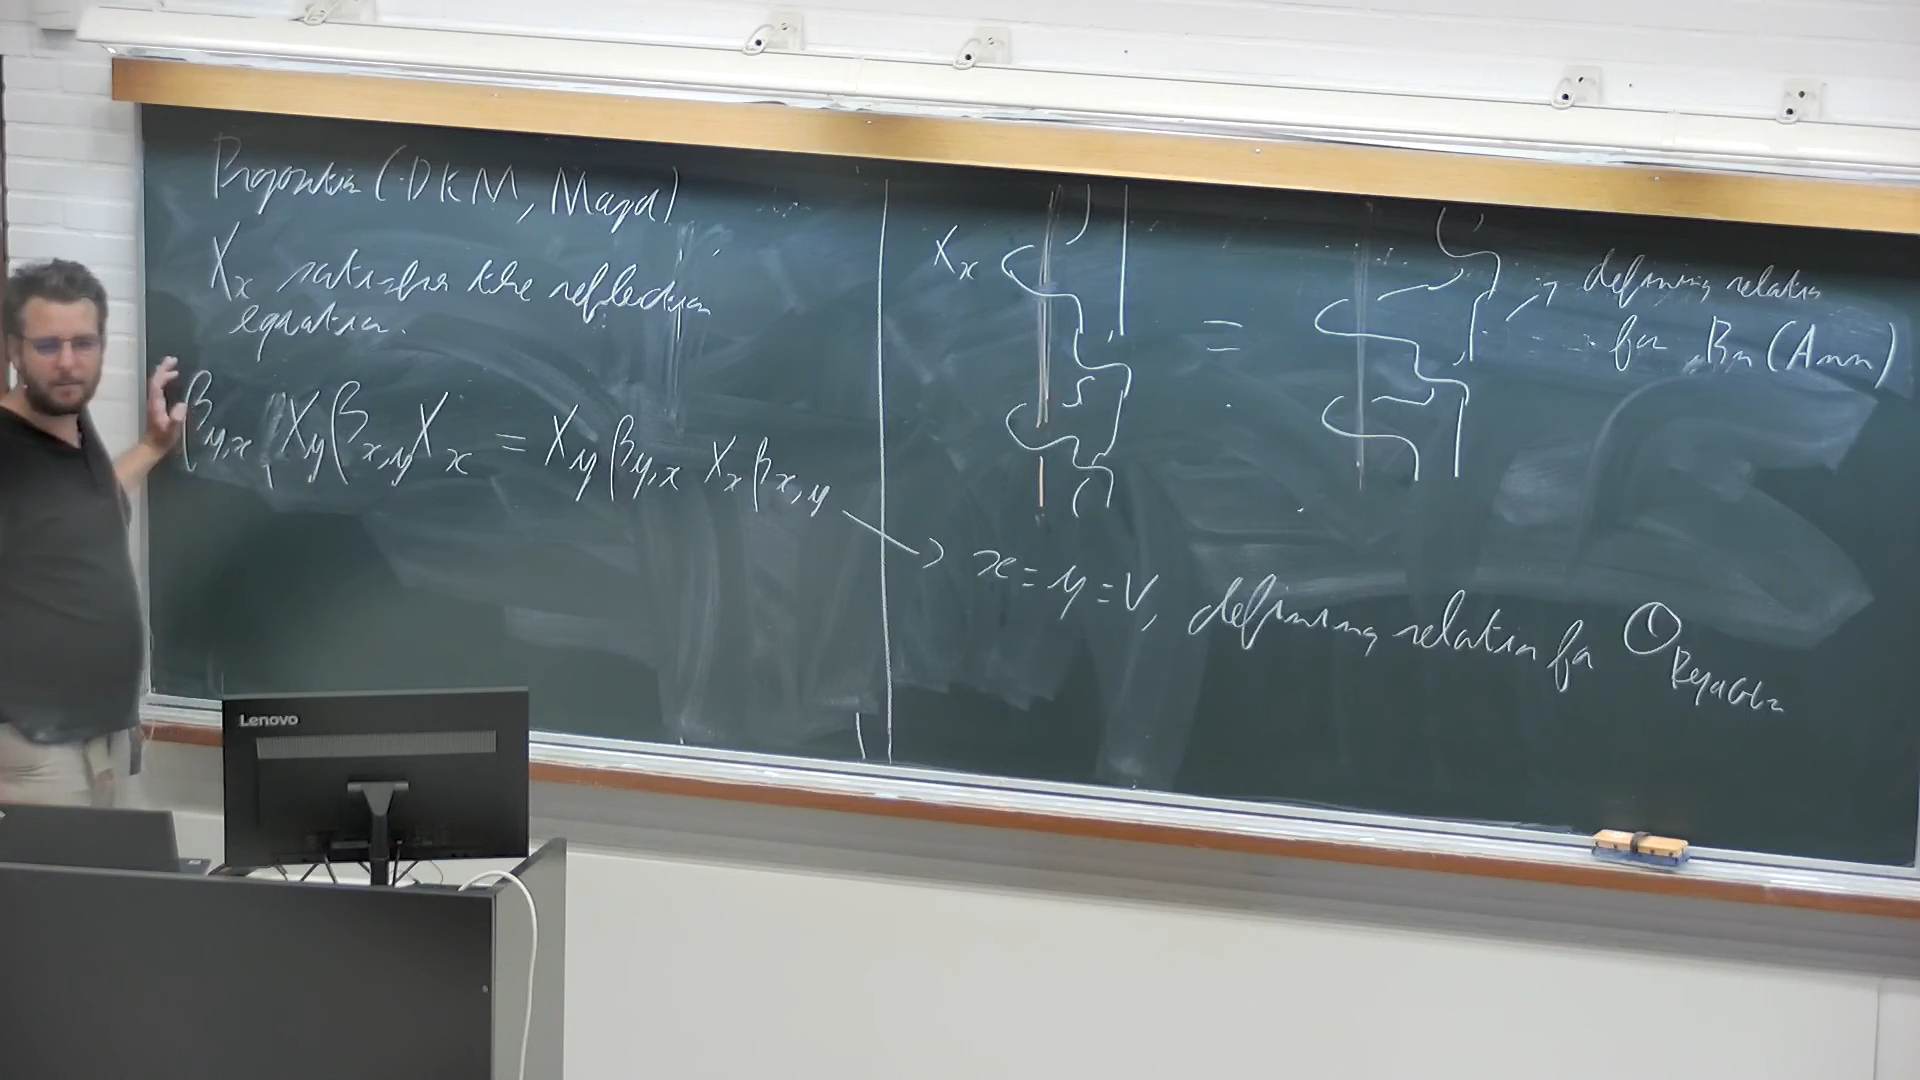 Proposition (DKM, Majid)
X_x satisfies the reflection
equation.
β_{y,x} X_y β_{x,y} X_x = X_y β_{y,x} X_x β_{x,y}
X_x
=
→ defining relation
for B_n (Ann)
→ x = y = V, defining relation for O
Lenovo